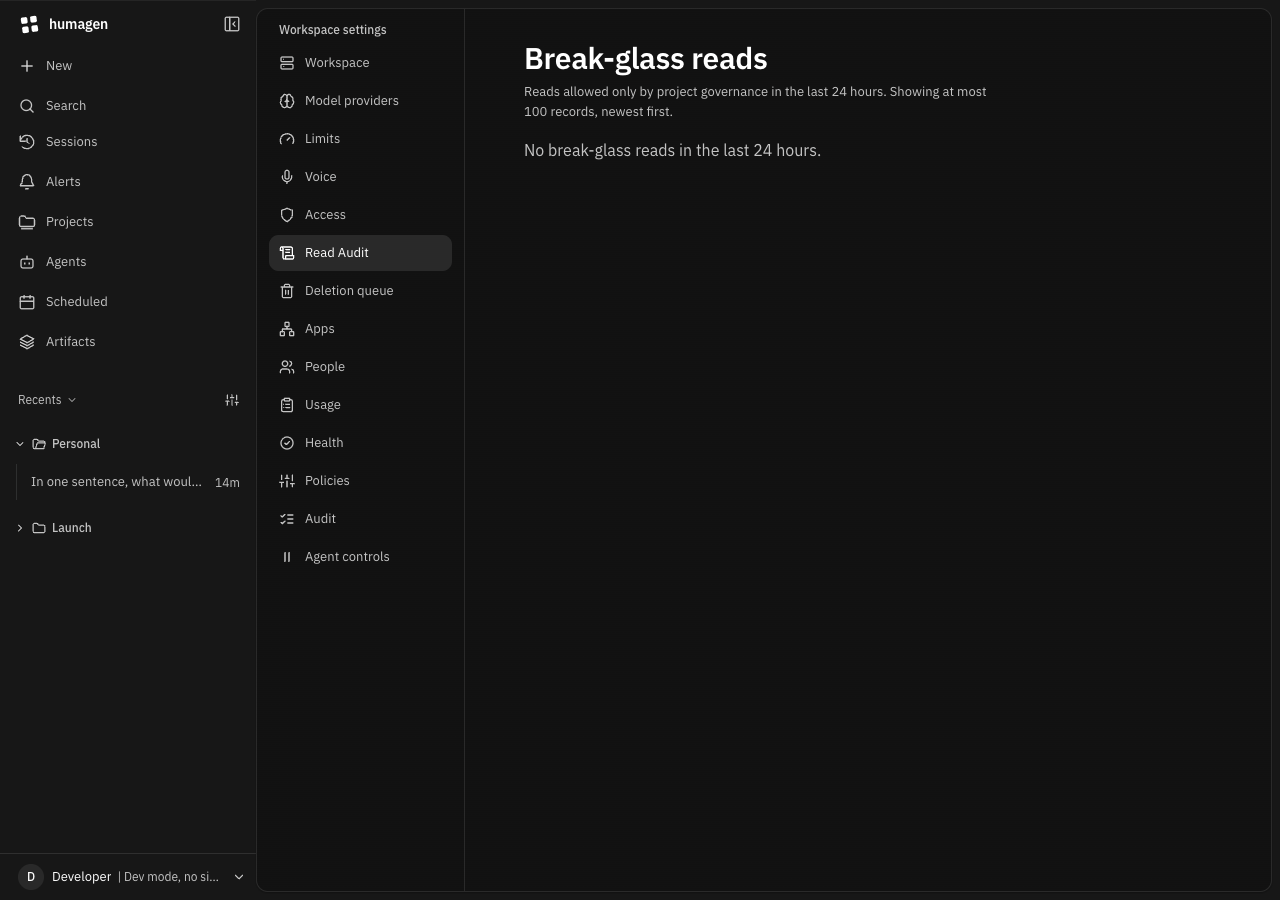 humagen
New
Search
Sessions
Alerts
Projects
Agents
Scheduled
Artifacts
Recents
Personal
In one sentence, what woul... 14m
Launch
D Developer | Dev mode, no si...
Workspace settings
Workspace
Model providers
Limits
Voice
Access
Read Audit
Deletion queue
Apps
People
Usage
Health
Policies
Audit
Agent controls
Break-glass reads
Reads allowed only by project governance in the last 24 hours. Showing at most
100 records, newest first.
No break-glass reads in the last 24 hours.